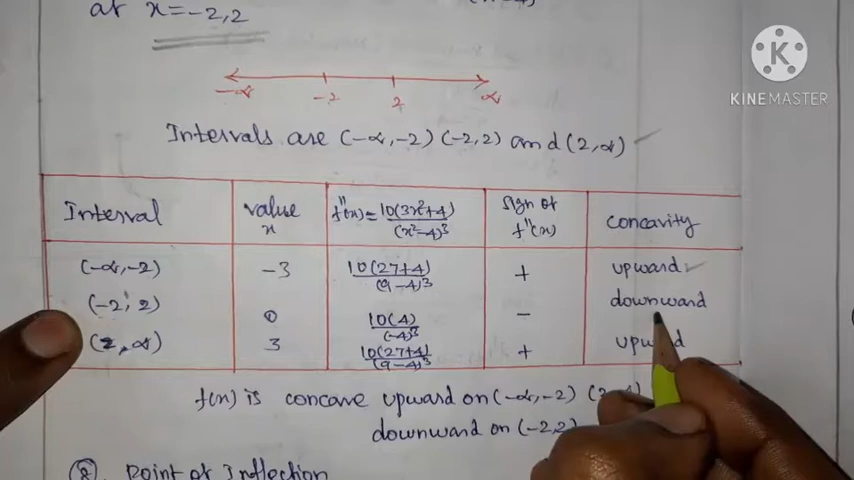 at x=-2,2
KINEMASTER
-∞ -2 2 ∞
Intervals are (-∞,-2) (-2,2) and (2,∞)
Interval value x f''(x) = 10(3x²+4)/(x²-4)³ sign of f''(x) concavity
(-∞,-2) -3 10(27+4)/(9-4)³ + upward
(-2,2) 0 10(4)/(-4)³ - downward
(2,∞) 3 10(27+4)/(9-4)³ +
f(x) is concave upward on (-∞,-2)
downward on (-2,2)
⑧ Point of Inflection